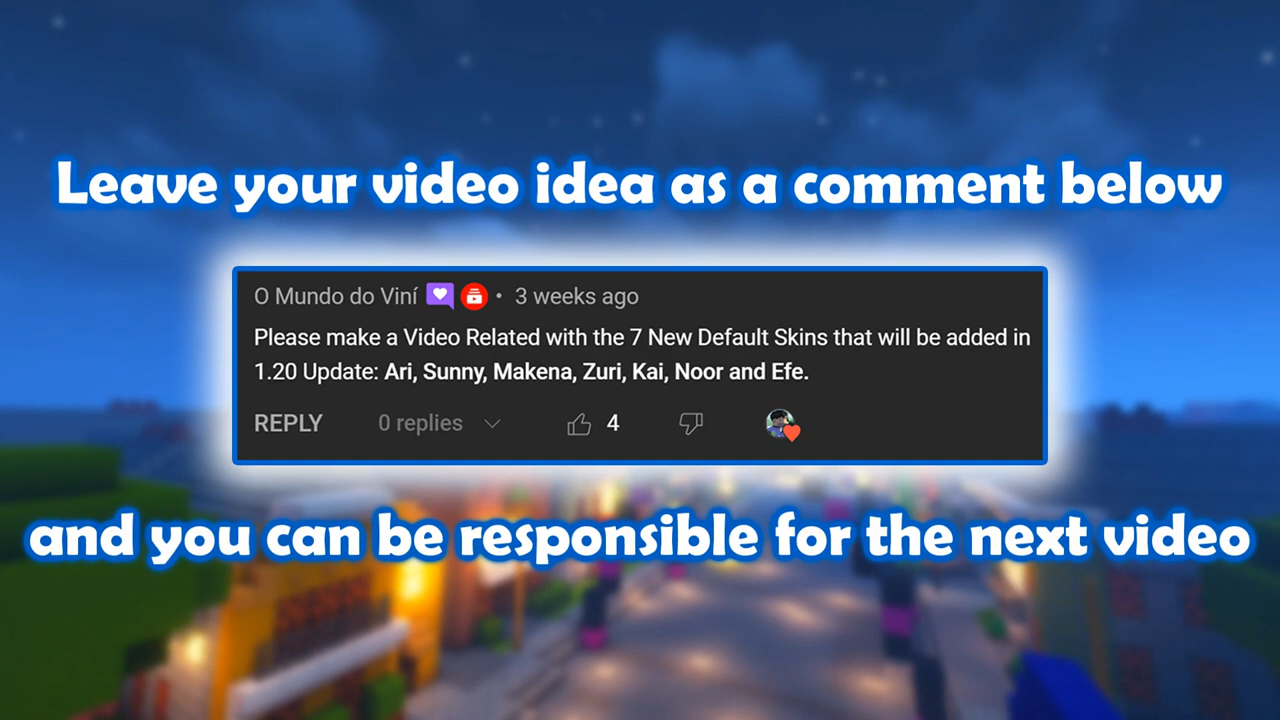 Leave your video idea as a comment below
O Mundo do Viní • 3 weeks ago
Please make a Video Related with the 7 New Default Skins that will be added in
1.20 Update: Ari, Sunny, Makena, Zuri, Kai, Noor and Efe.
REPLY 0 replies 4
and you can be responsible for the next video